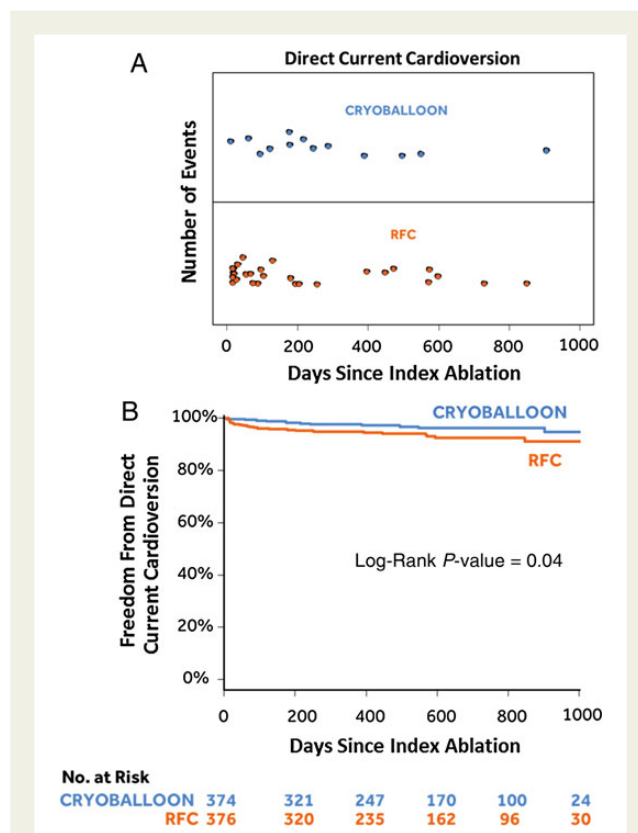 A
Direct Current Cardioversion
Number of Events
CRYOBALLOON
RFC
0 200 400 600 800 1000
Days Since Index Ablation
B
Freedom From Direct
Current Cardioversion
100%
80%
60%
40%
20%
0%
CRYOBALLOON
RFC
Log-Rank P-value = 0.04
0 200 400 600 800 1000
Days Since Index Ablation
No. at Risk
CRYOBALLOON 374 321 247 170 100 24
RFC 376 320 235 162 96 30